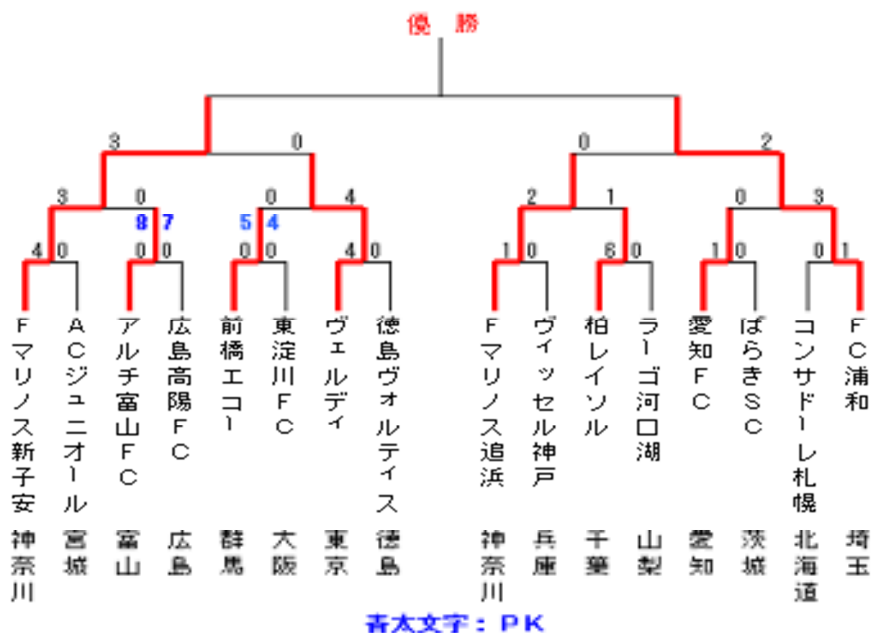 優 勝
3 0 0 2
3 0 0 4 2 1 0 3
8 7 5 4
4 0 0 0 0 0 4 0 1 0 6 0 1 0 0 1
Fマリノス新子安
ACジュニオール
アルチ富山FC
広島高陽FC
前橋エコー
東淀川FC
ヴェルディ
徳島ヴォルティス
Fマリノス追浜
ヴィッセル神戸
柏レイソル
ラーゴ河口湖
愛知FC
ばらきSC
コンサドーレ札幌
FC浦和
神奈川
宮城
富山
広島
群馬
大阪
東京
徳島
神奈川
兵庫
千葉
山梨
愛知
茨城
北海道
埼玉
青太文字：PK